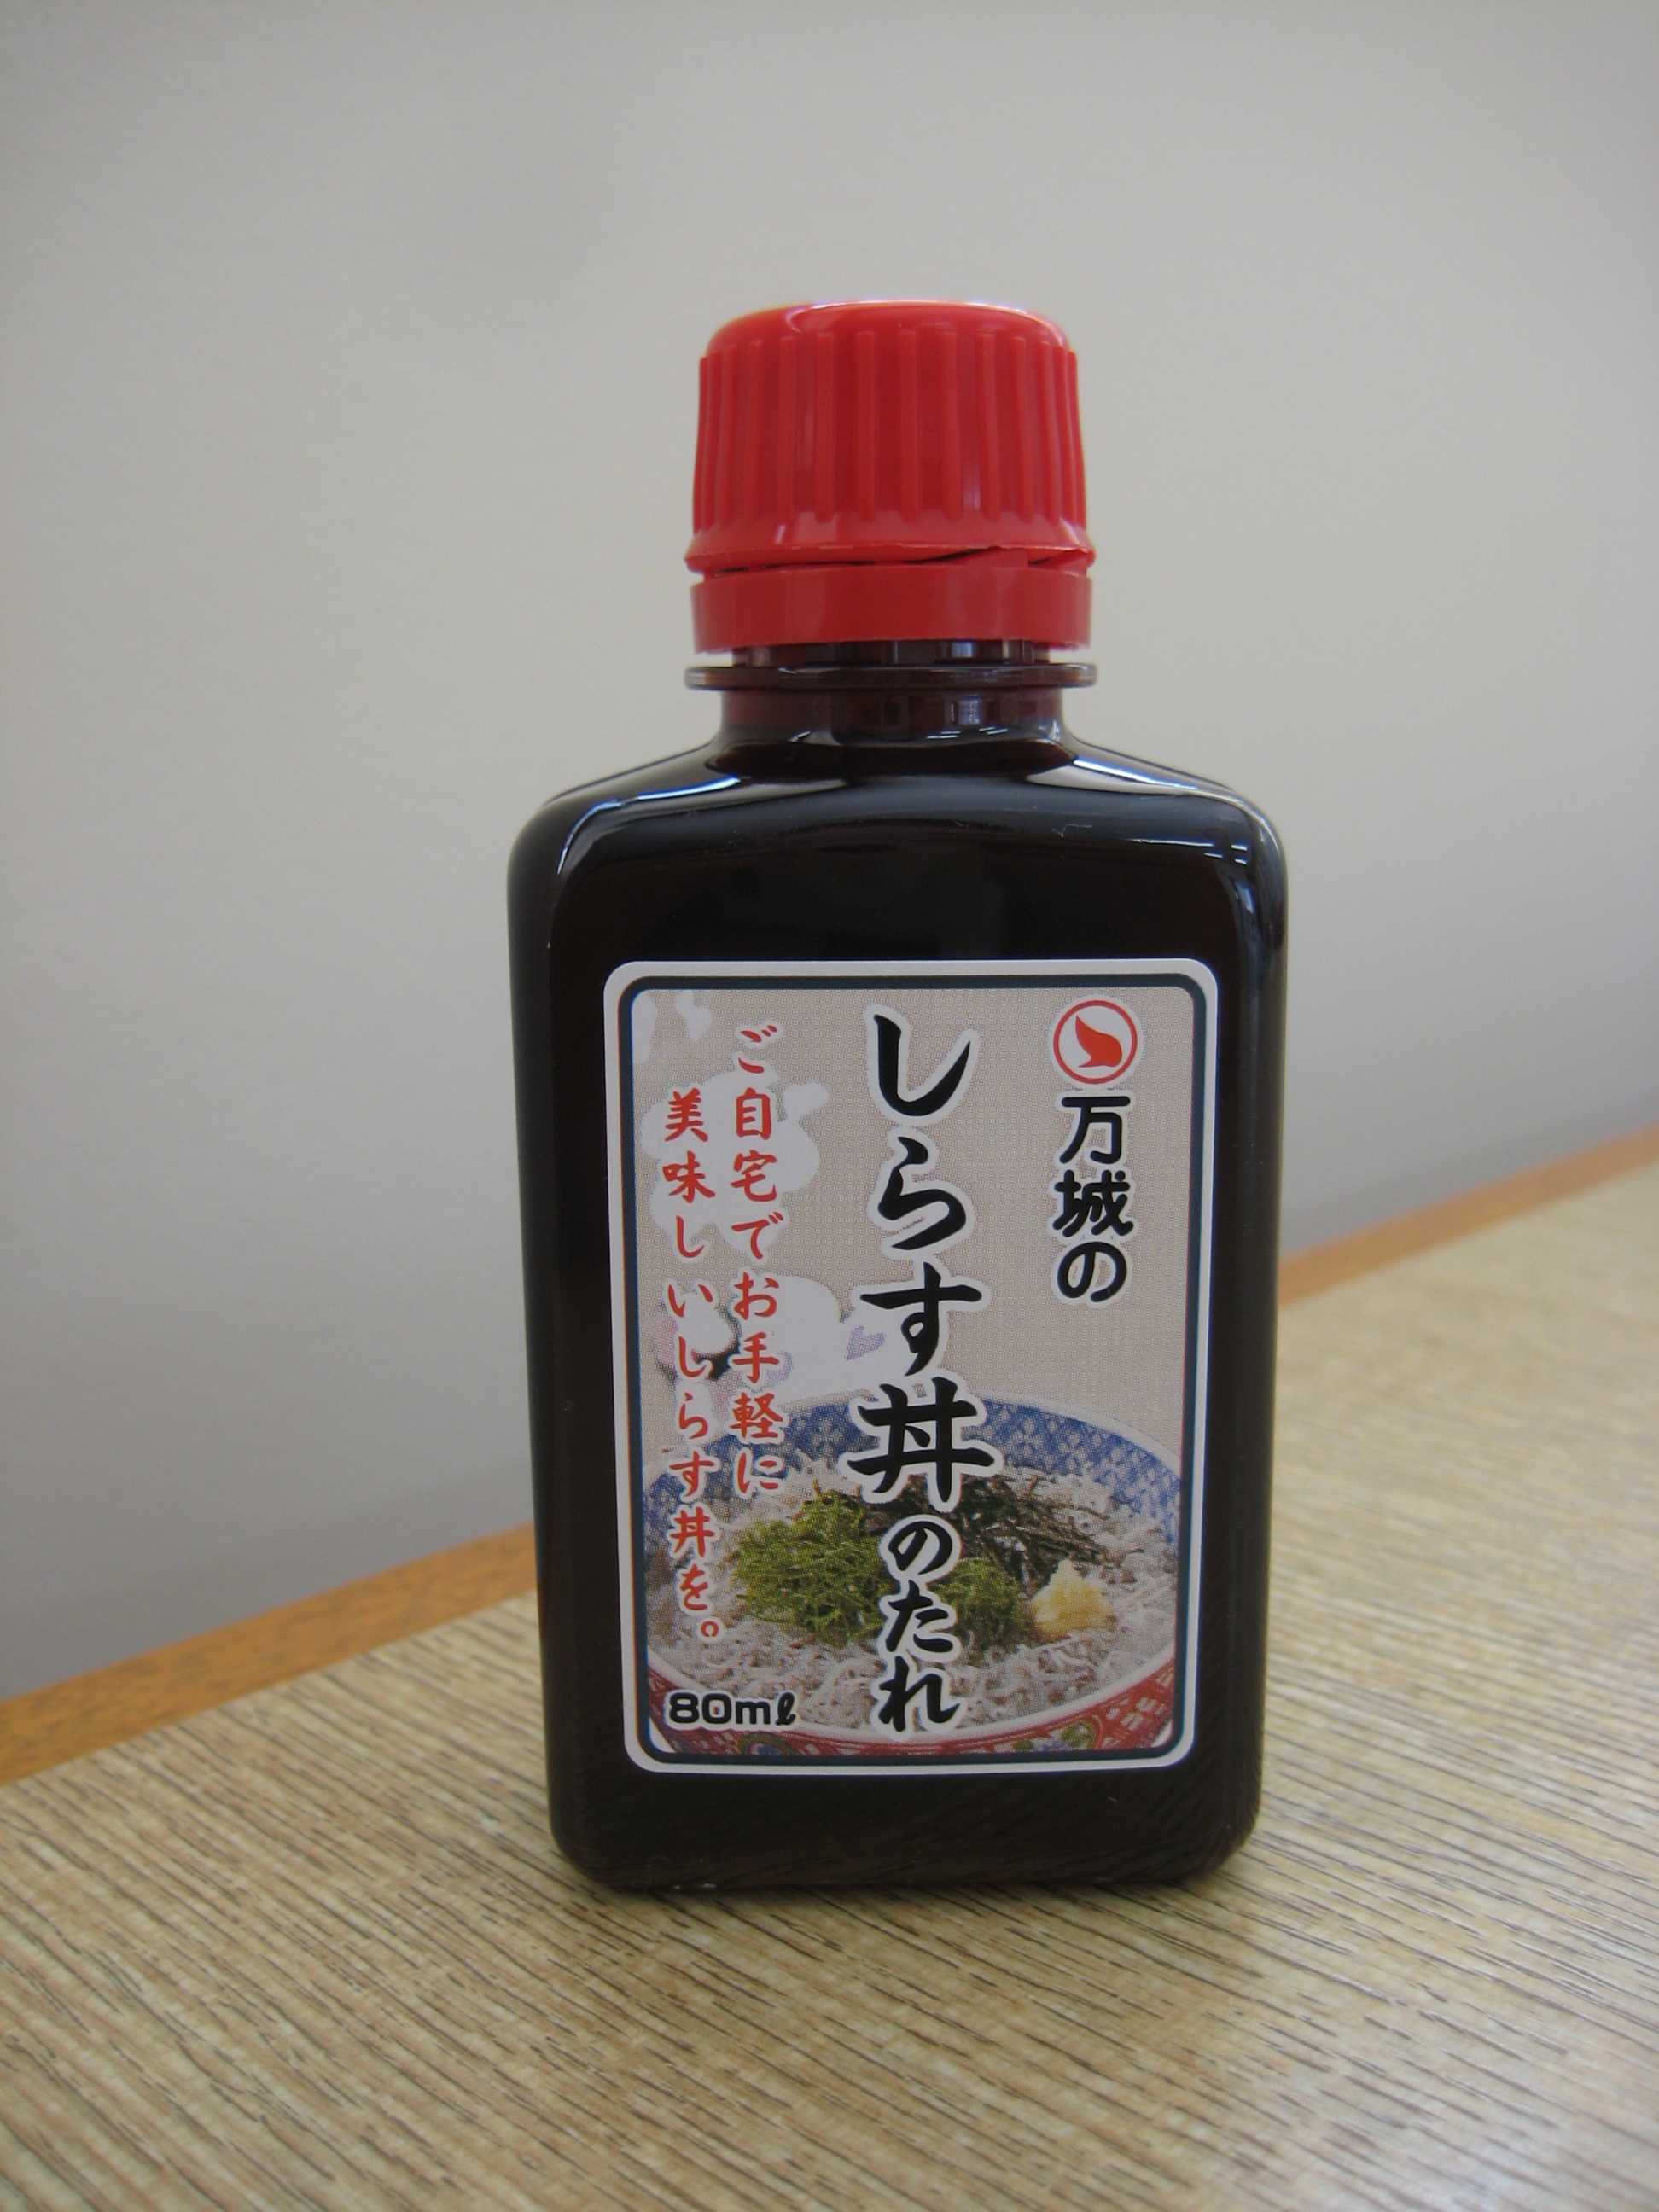 万城の
しらす丼のたれ
ご自宅でお手軽に
美味しいしらす丼を。
80ml